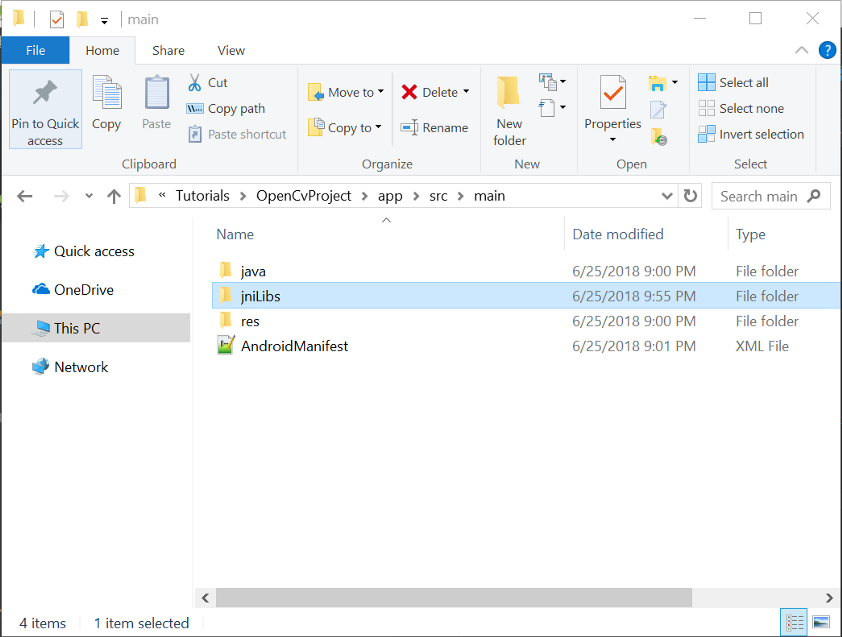 main
File Home Share View
Pin to Quick access
Copy
Paste
Cut
Copy path
Paste shortcut
Clipboard
Move to
Copy to
Delete
Rename
Organize
New folder
New
Properties
Open
Select all
Select none
Invert selection
Select
« Tutorials > OpenCvProject > app > src > main
Search main
Quick access
OneDrive
This PC
Network
Name Date modified Type
java 6/25/2018 9:00 PM File folder
jniLibs 6/25/2018 9:55 PM File folder
res 6/25/2018 9:00 PM File folder
AndroidManifest 6/25/2018 9:01 PM XML File
4 items 1 item selected